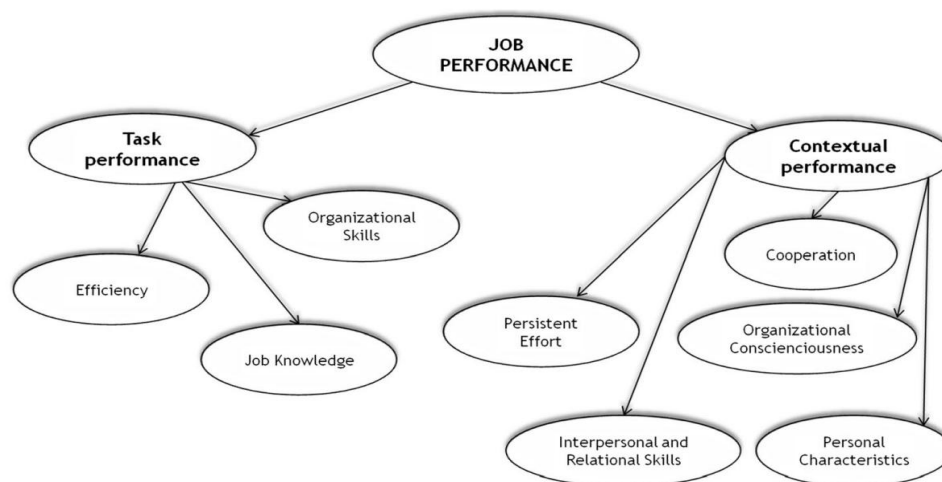 JOB
PERFORMANCE
Task
performance
Contextual
performance
Organizational
Skills
Cooperation
Efficiency
Persistent
Effort
Organizational
Conscienciousness
Job Knowledge
Interpersonal and
Relational Skills
Personal
Characteristics